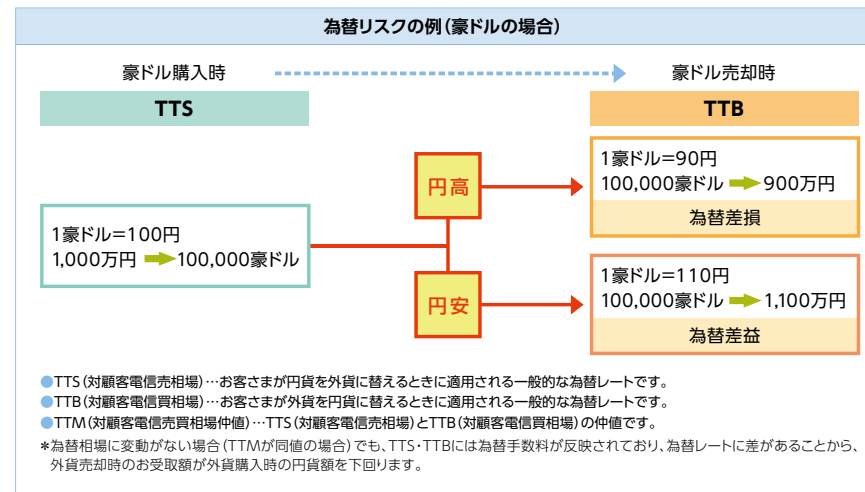 為替リスクの例(豪ドルの場合)
豪ドル購入時
豪ドル売却時
TTS
TTB
円高
1豪ドル=90円
100,000豪ドル➡900万円
為替差損
1豪ドル=100円
1,000万円➡100,000豪ドル
円安
1豪ドル=110円
100,000豪ドル➡1,100万円
為替差益
●TTS(対顧客電信売相場)…お客さまが円貨を外貨に替えるときに適用される一般的な為替レートです。
●TTB(対顧客電信買相場)…お客さまが外貨を円貨に替えるときに適用される一般的な為替レートです。
●TTM(対顧客電信売買相場仲値)…TTS(対顧客電信売相場)とTTB(対顧客電信買相場)の仲値です。
*為替相場に変動がない場合(TTMが同値の場合)でも、TTS・TTBには為替手数料が反映されており、為替レートに差があることから、
外貨売却時のお受取額が外貨購入時の円貨額を下回ります。